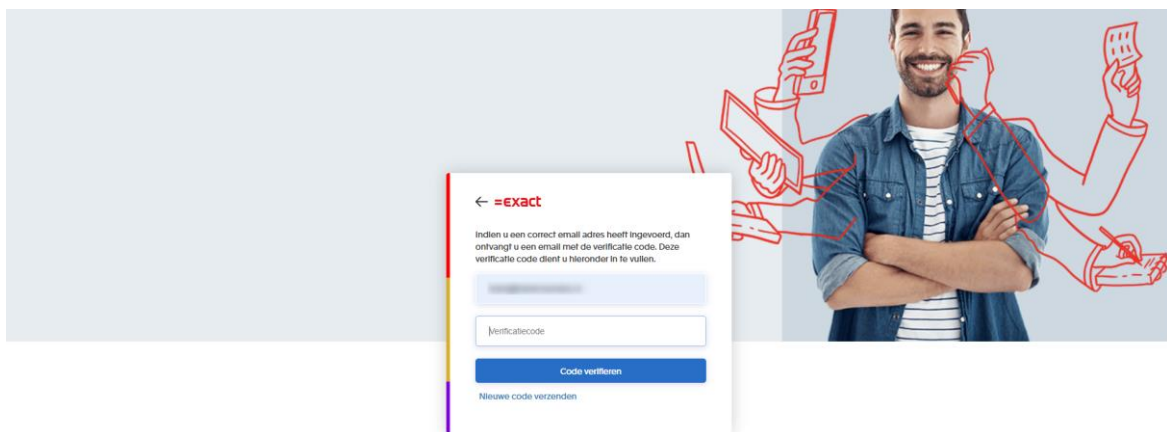 =exact
Indien u een correct email adres heeft ingevoerd, dan
ontvangt u een email met de verificatie code. Deze
verificatie code dient u hieronder in te vullen.
Verificatiecode
Code verifieren
Nieuwe code verzenden